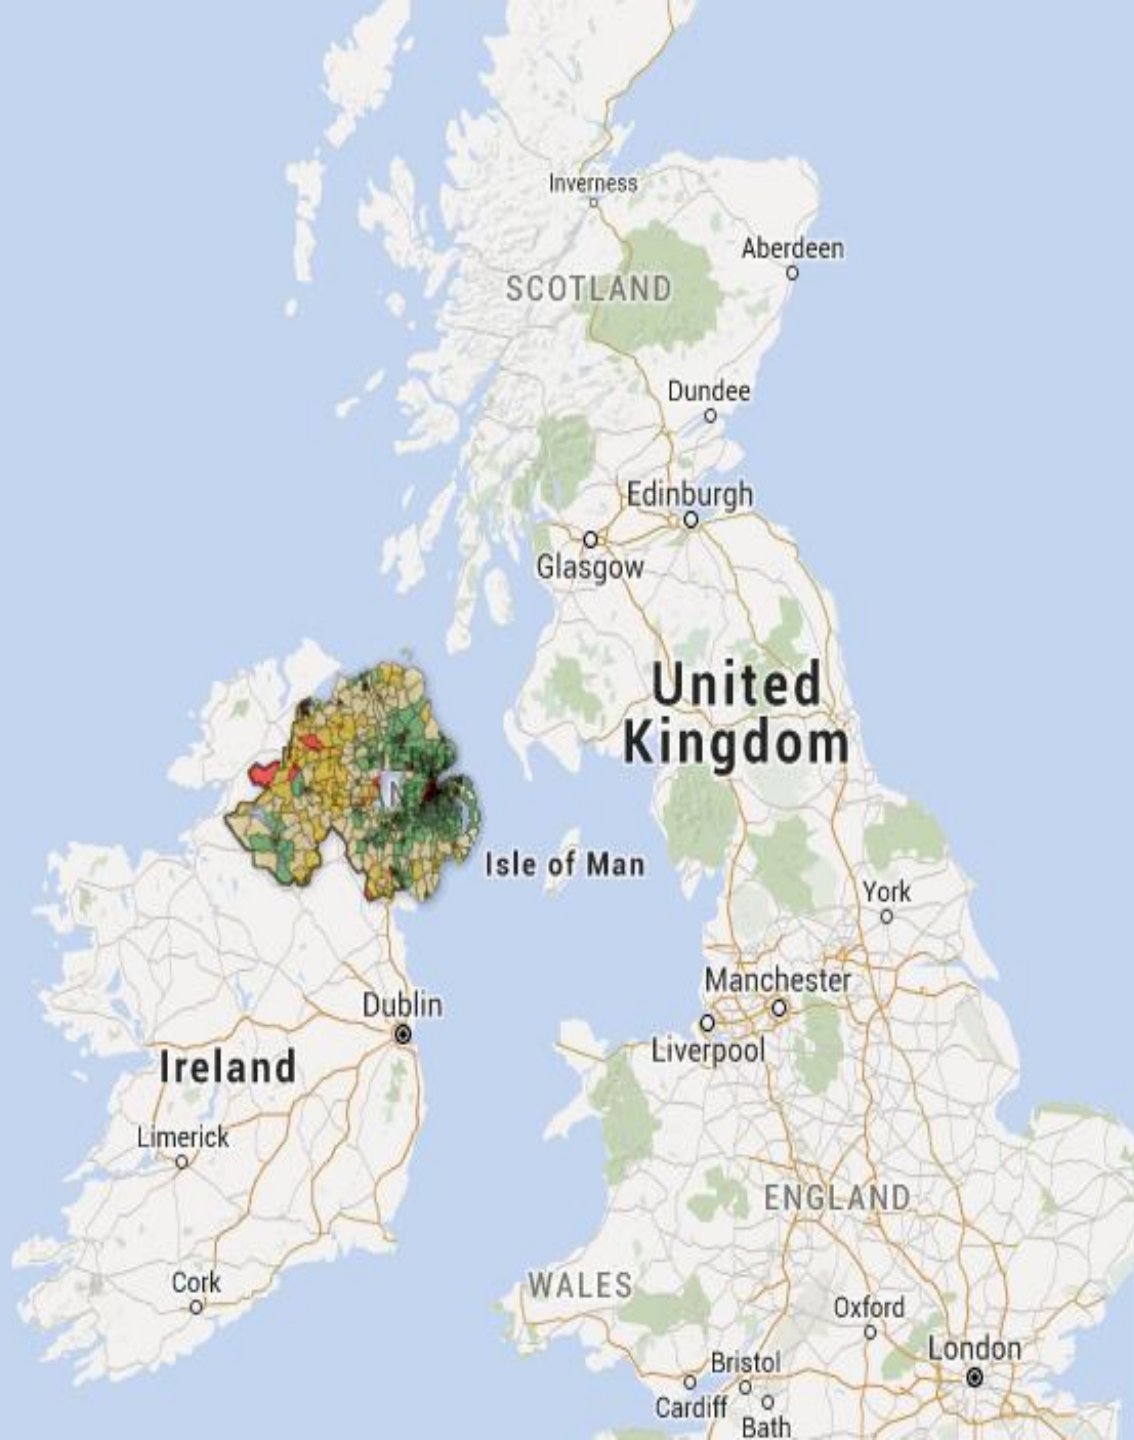 Inverness
Aberdeen
SCOTLAND
Dundee
Edinburgh
Glasgow
United
Kingdom
Isle of Man
York
Manchester
Dublin
Liverpool
Ireland
Limerick
ENGLAND
WALES
Cork
Oxford
London
Bristol
Cardiff
Bath